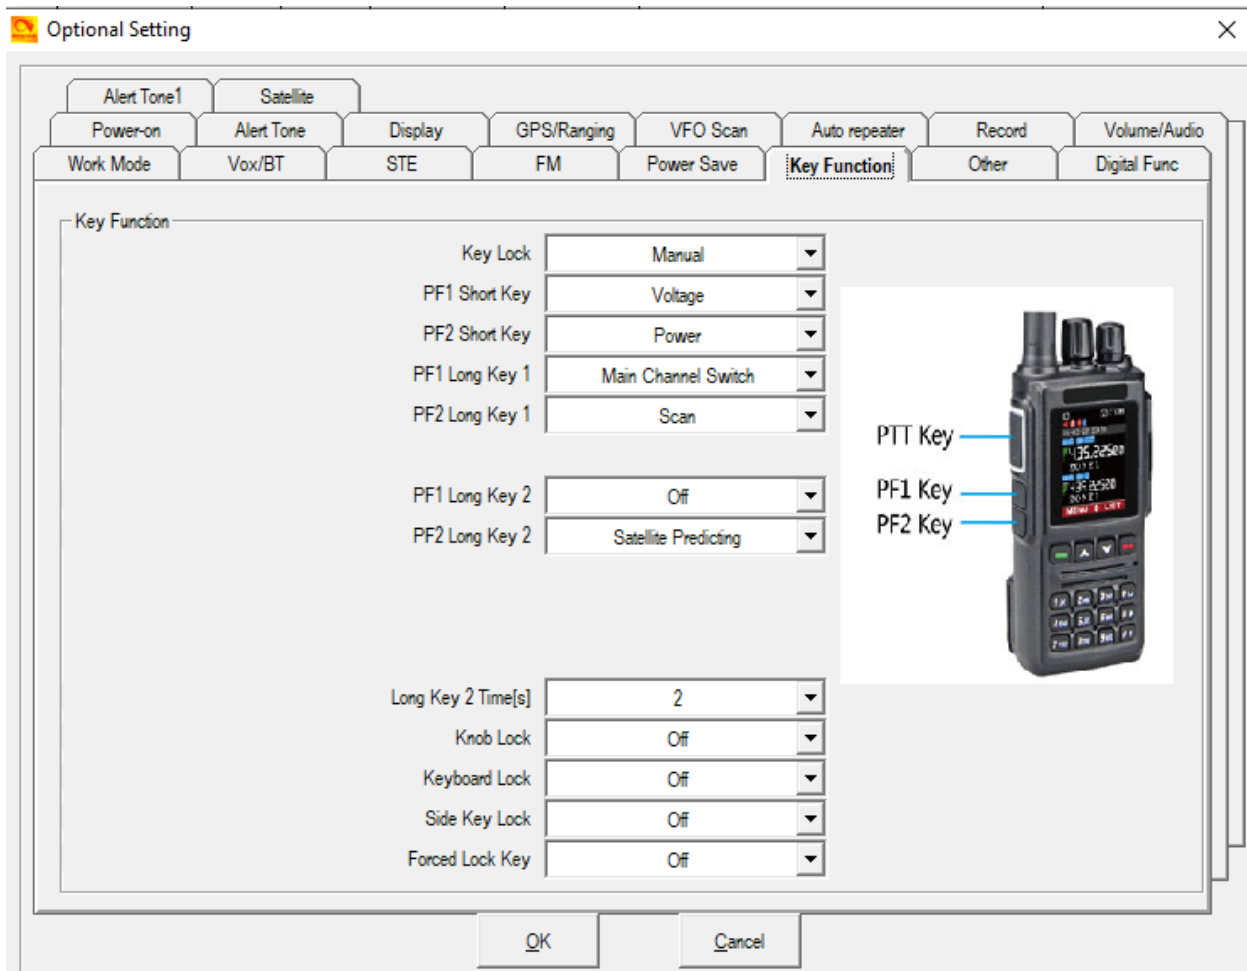 Optional Setting
Alert Tone1 Satellite
Power-on Alert Tone Display GPS/Ranging VFO Scan Auto repeater Record Volume/Audio
Work Mode Vox/BT STE FM Power Save Key Function Other Digital Func
Key Function
Key Lock Manual
PF1 Short Key Voltage
PF2 Short Key Power
PF1 Long Key 1 Main Channel Switch
PF2 Long Key 1 Scan
PF1 Long Key 2 Off
PF2 Long Key 2 Satellite Predicting
Long Key 2 Time[s] 2
Knob Lock Off
Keyboard Lock Off
Side Key Lock Off
Forced Lock Key Off
PTT Key
PF1 Key
PF2 Key
MENU LIST
OK Cancel